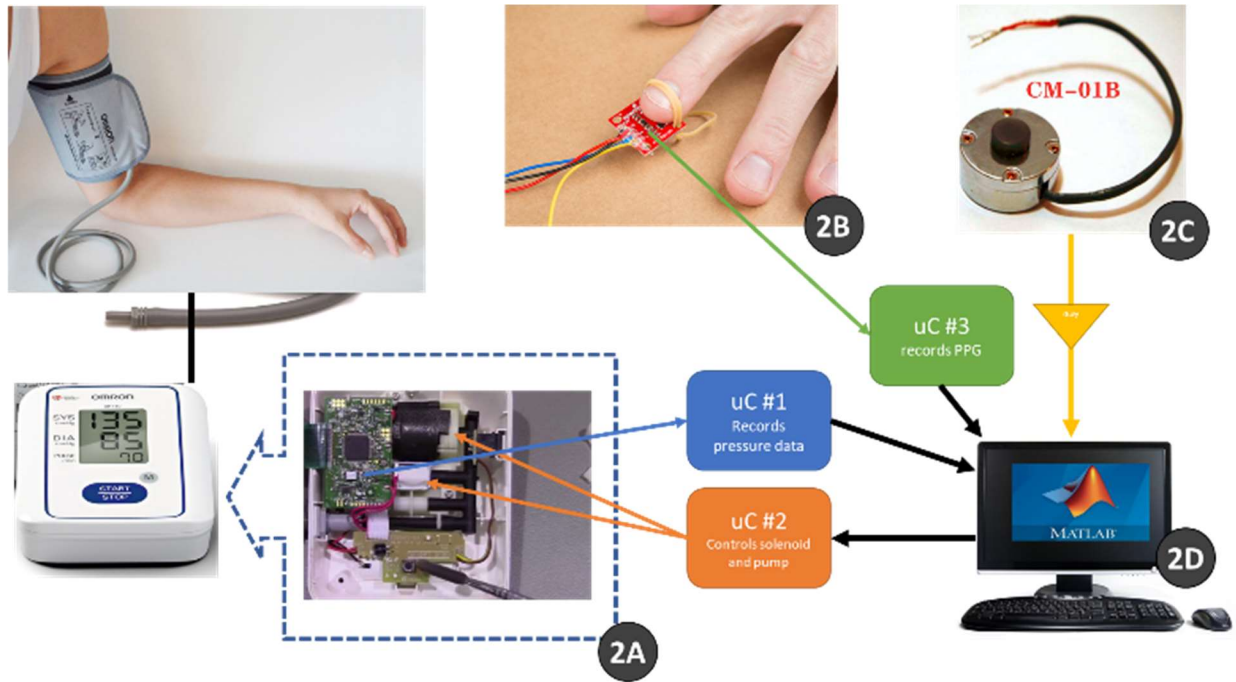 OMRON
CM-01B
2B
2C
uC #3
records PPG
uC #1
Records
pressure data
uC #2
Controls solenoid
and pump
OMRON
SYS
135
DIA
85
70
M
START
STOP
MATLAB
2D
2A